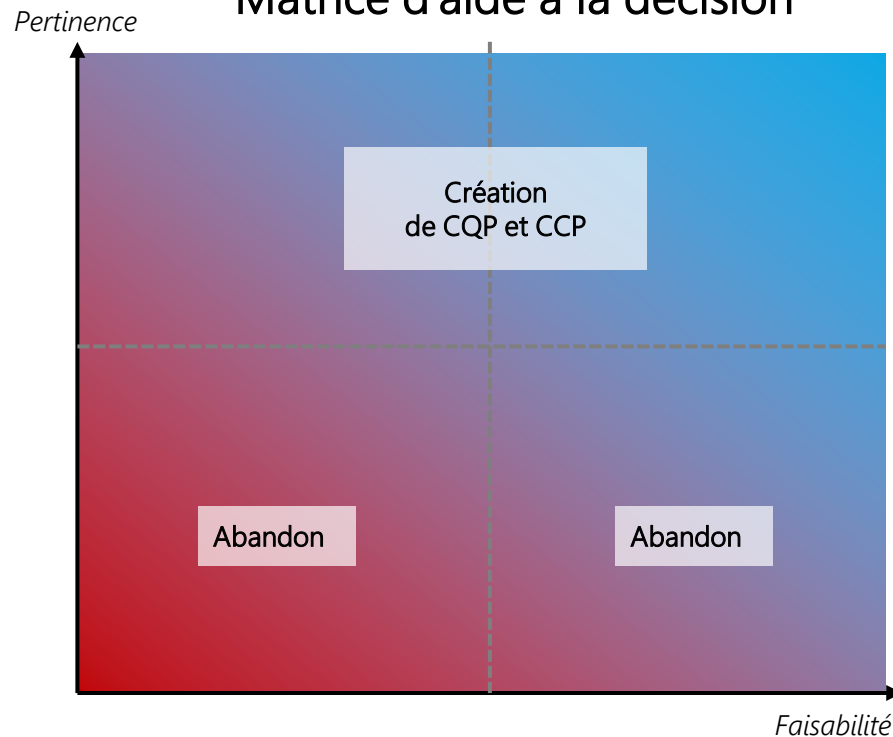 Matrice d'aide à la décision
Pertinence
Création
de CQP et CCP
Abandon
Abandon
Faisabilité